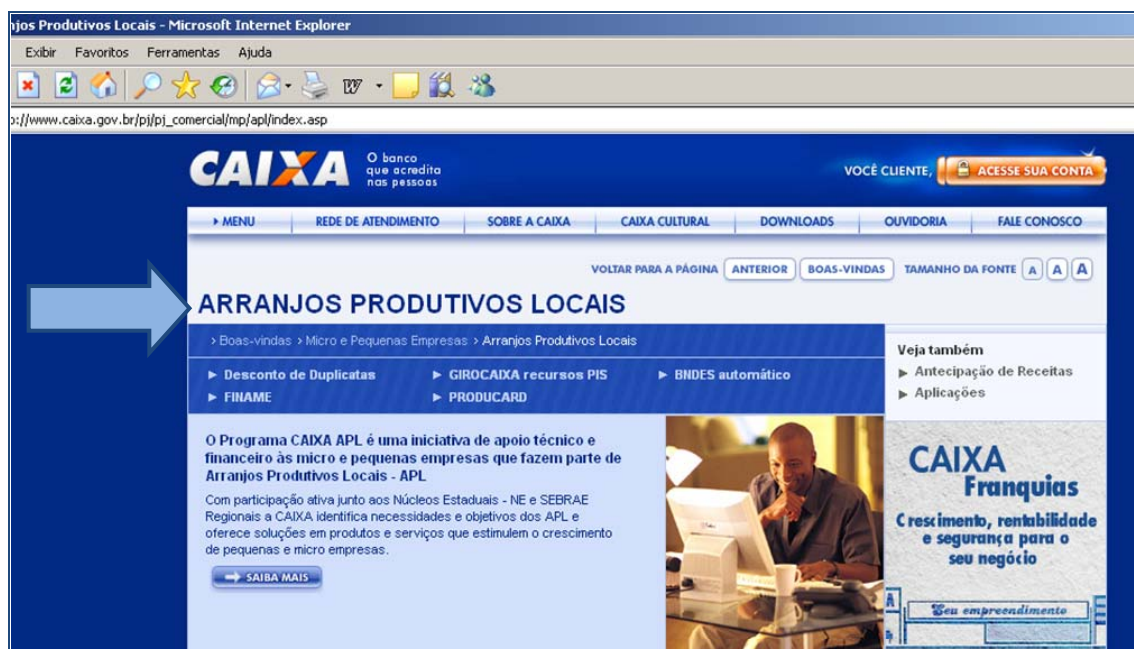 jos Produtivos Locais - Microsoft Internet Explorer
Exibir Favoritos Ferramentas Ajuda
://www.caixa.gov.br/pj/pj_comercial/mp/apl/index.asp
CAIXA
O banco
que acredita
nas pessoas
VOCÊ CLIENTE, ACESSE SUA CONTA
MENU REDE DE ATENDIMENTO SOBRE A CAIXA CAIXA CULTURAL DOWNLOADS OUVIDORIA FALE CONOSCO
VOLTAR PARA A PÁGINA ANTERIOR BOAS-VINDAS TAMANHO DA FONTE A A A
ARRANJOS PRODUTIVOS LOCAIS
> Boas-vindas > Micro e Pequenas Empresas > Arranjos Produtivos Locais
► Desconto de Duplicatas ► GIROCAIXA recursos PIS ► BNDES automático
► FINAME ► PRODUCARD
Veja também
► Antecipação de Receitas
► Aplicações
O Programa CAIXA APL é uma iniciativa de apoio técnico e
financeiro às micro e pequenas empresas que fazem parte de
Arranjos Produtivos Locais - APL
Com participação ativa junto aos Núcleos Estaduais - NE e SEBRAE
Regionais a CAIXA identifica necessidades e objetivos dos APL e
oferece soluções em produtos e serviços que estimulem o crescimento
de pequenas e micro empresas.
SAIBA MAIS
CAIXA
Franquias
Crescimento, rentabilidade
e segurança para o
seu negócio
Seu empreendimento